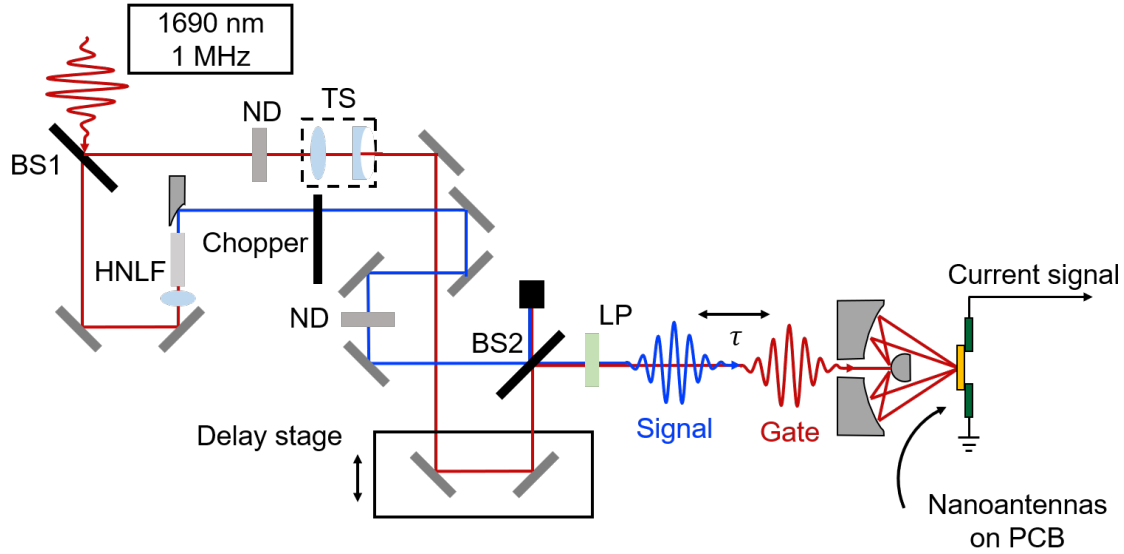 1690 nm
1 MHz
ND
TS
BS1
HNLF
Chopper
ND
BS2
LP
τ
Signal
Gate
Current signal
Delay stage
Nanoantennas
on PCB